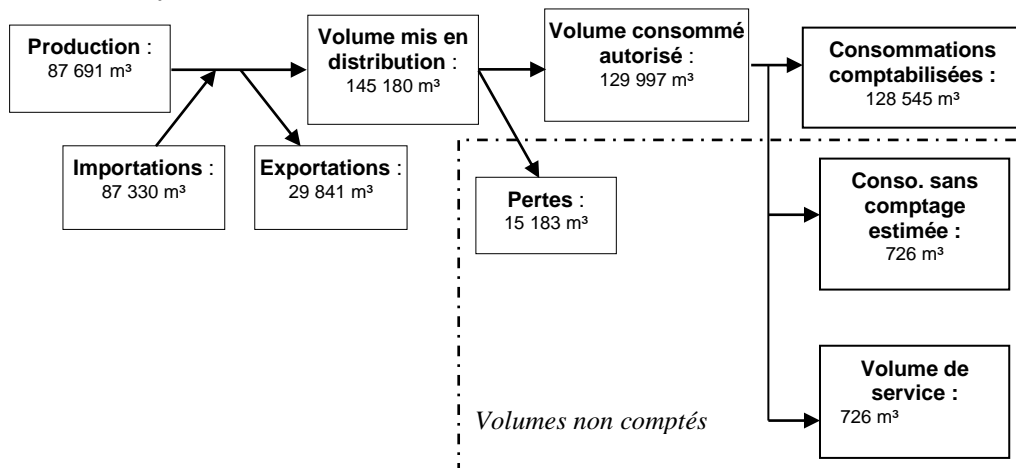 Production :
87 691 m³
Volume mis en
distribution :
145 180 m³
Volume consommé
autorisé :
129 997 m³
Consommations
comptabilisées :
128 545 m³
Importations :
87 330 m³
Exportations :
29 841 m³
Pertes :
15 183 m³
Conso. sans
comptage
estimée :
726 m³
Volume de
service :
726 m³
Volumes non comptés